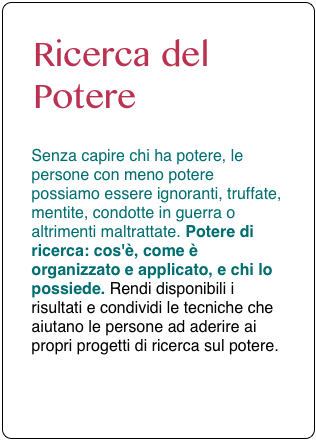 Ricerca del
Potere
Senza capire chi ha potere, le
persone con meno potere
possiamo essere ignoranti, truffate,
mentite, condotte in guerra o
altrimenti maltrattate. Potere di
ricerca: cos'è, come è
organizzato e applicato, e chi lo
possiede. Rendi disponibili i
risultati e condividi le tecniche che
aiutano le persone ad aderire ai
propri progetti di ricerca sul potere.